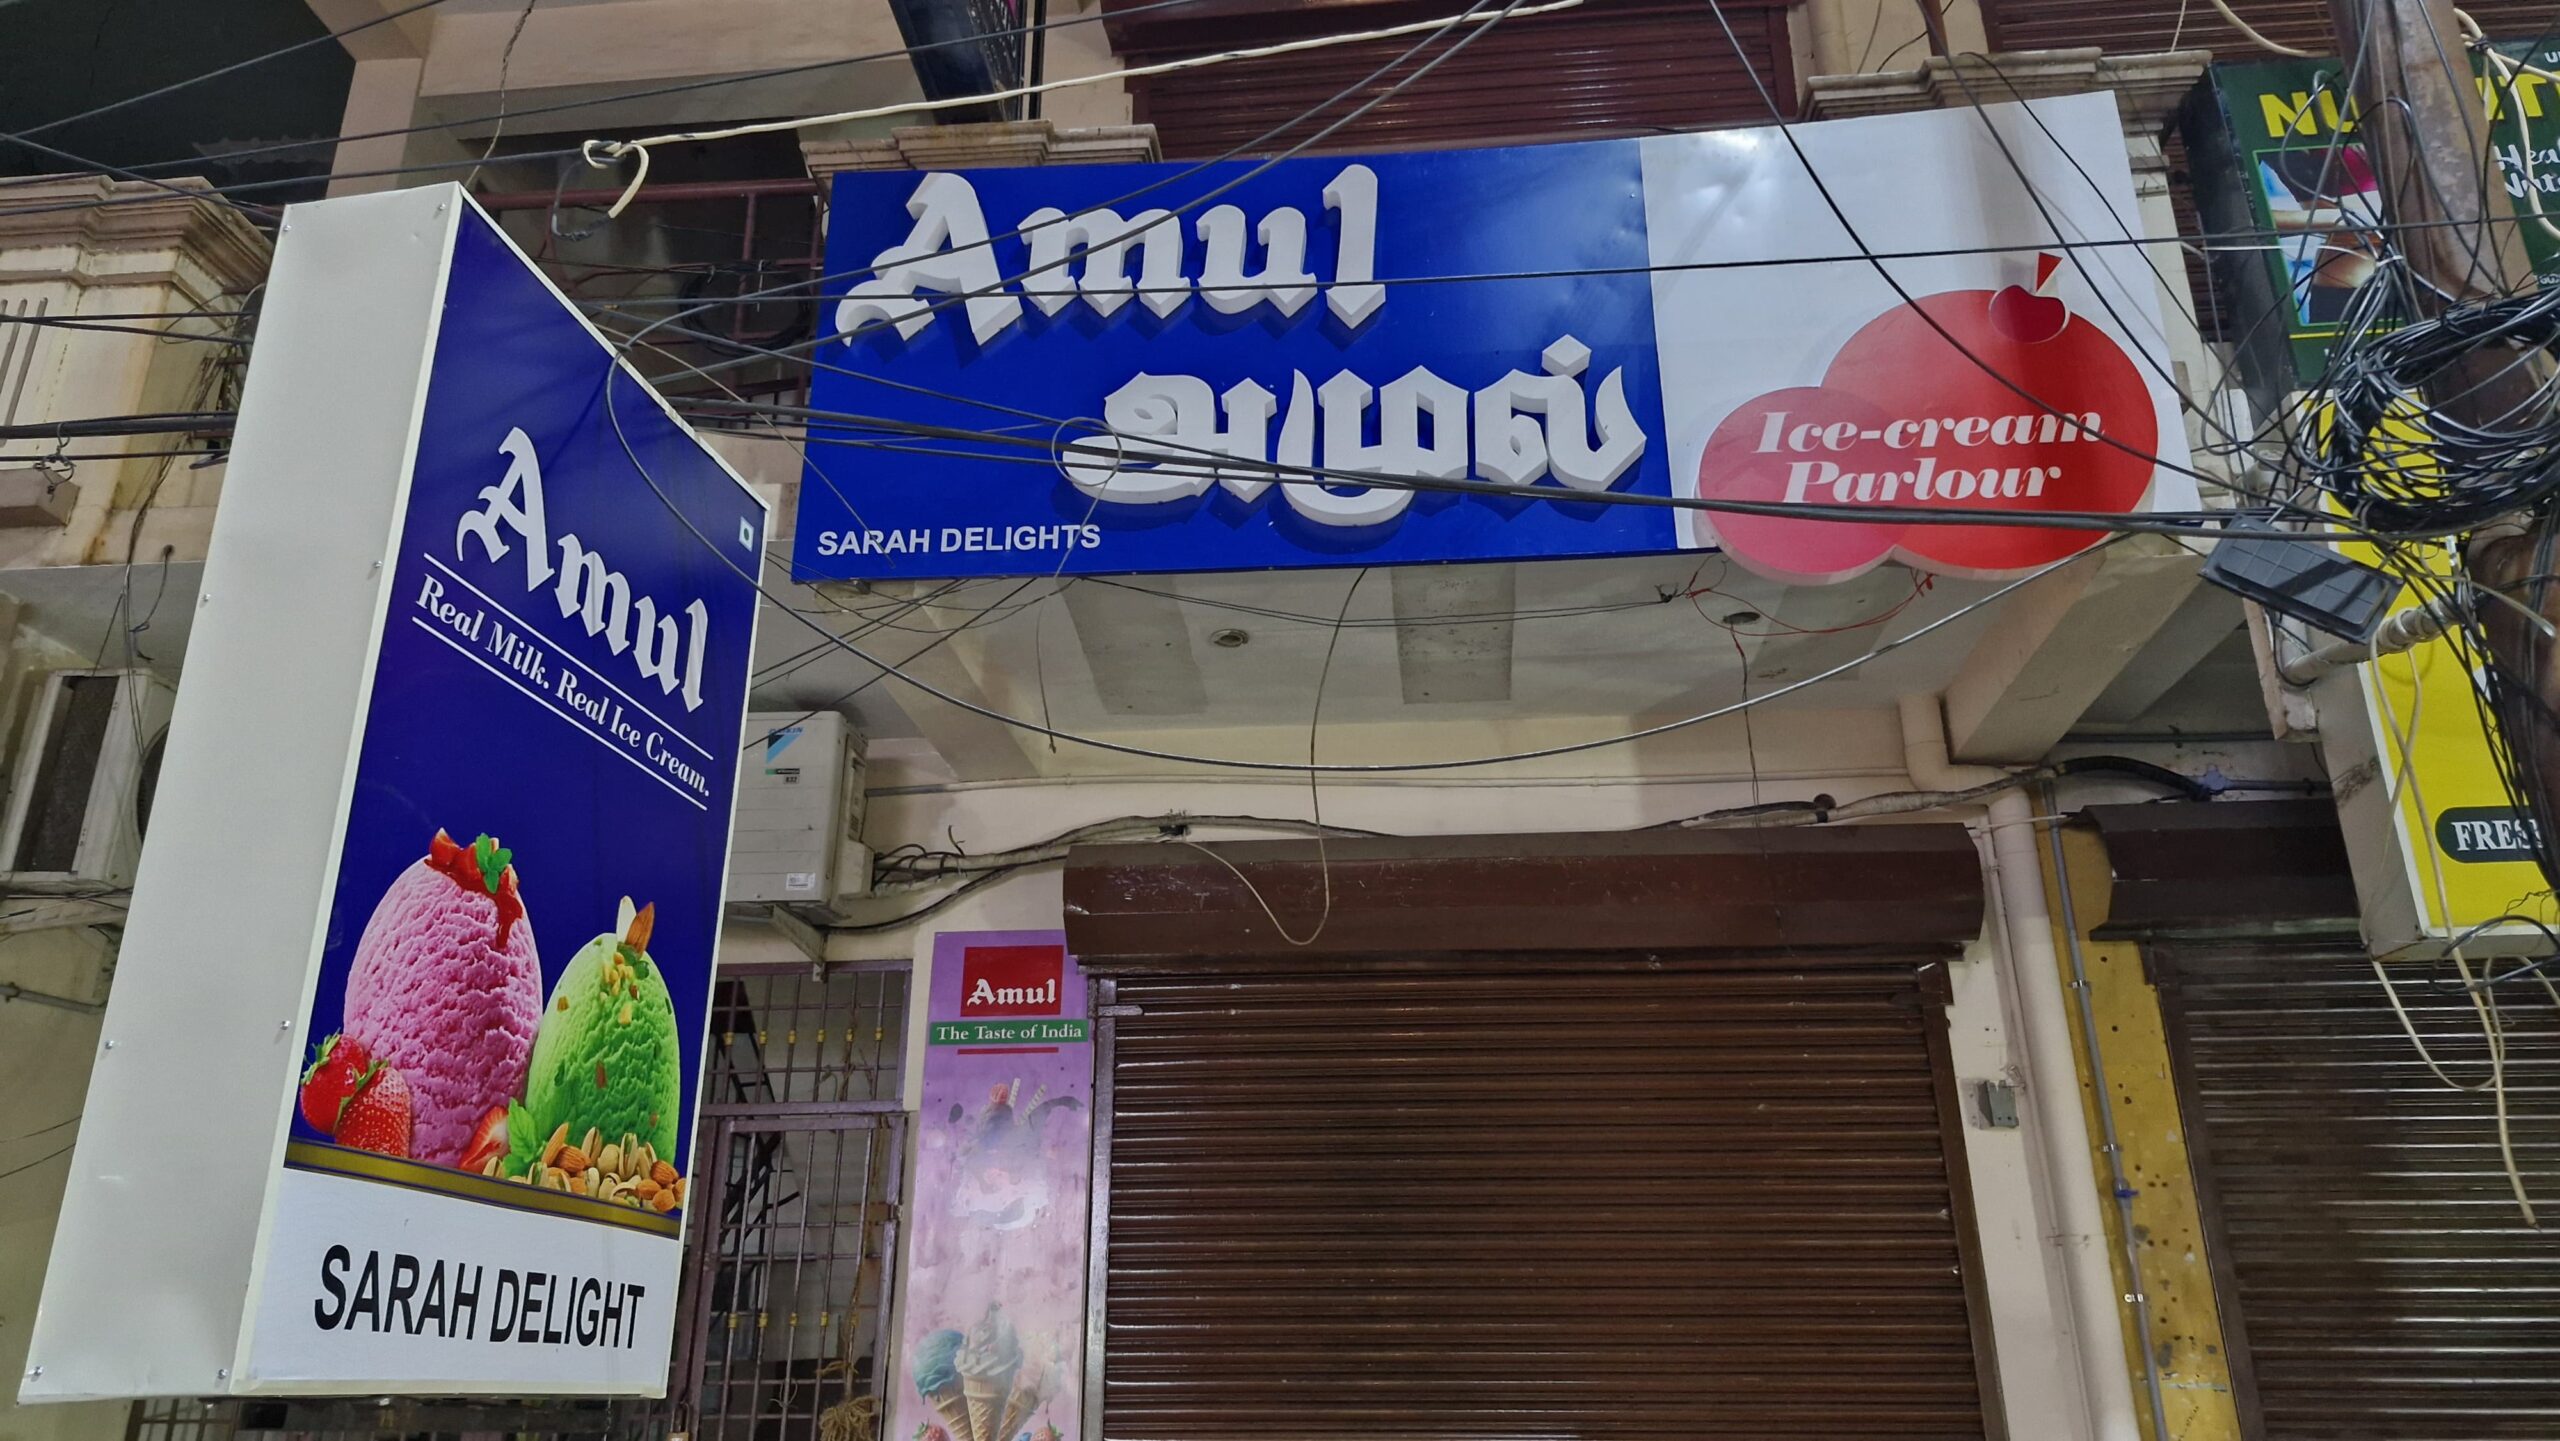 Amul
அமுல்
SARAH DELIGHTS
Ice-cream
Parlour
Amul
Real Milk. Real Ice Cream.
SARAH DELIGHT
Amul
The Taste of India
DAIKIN